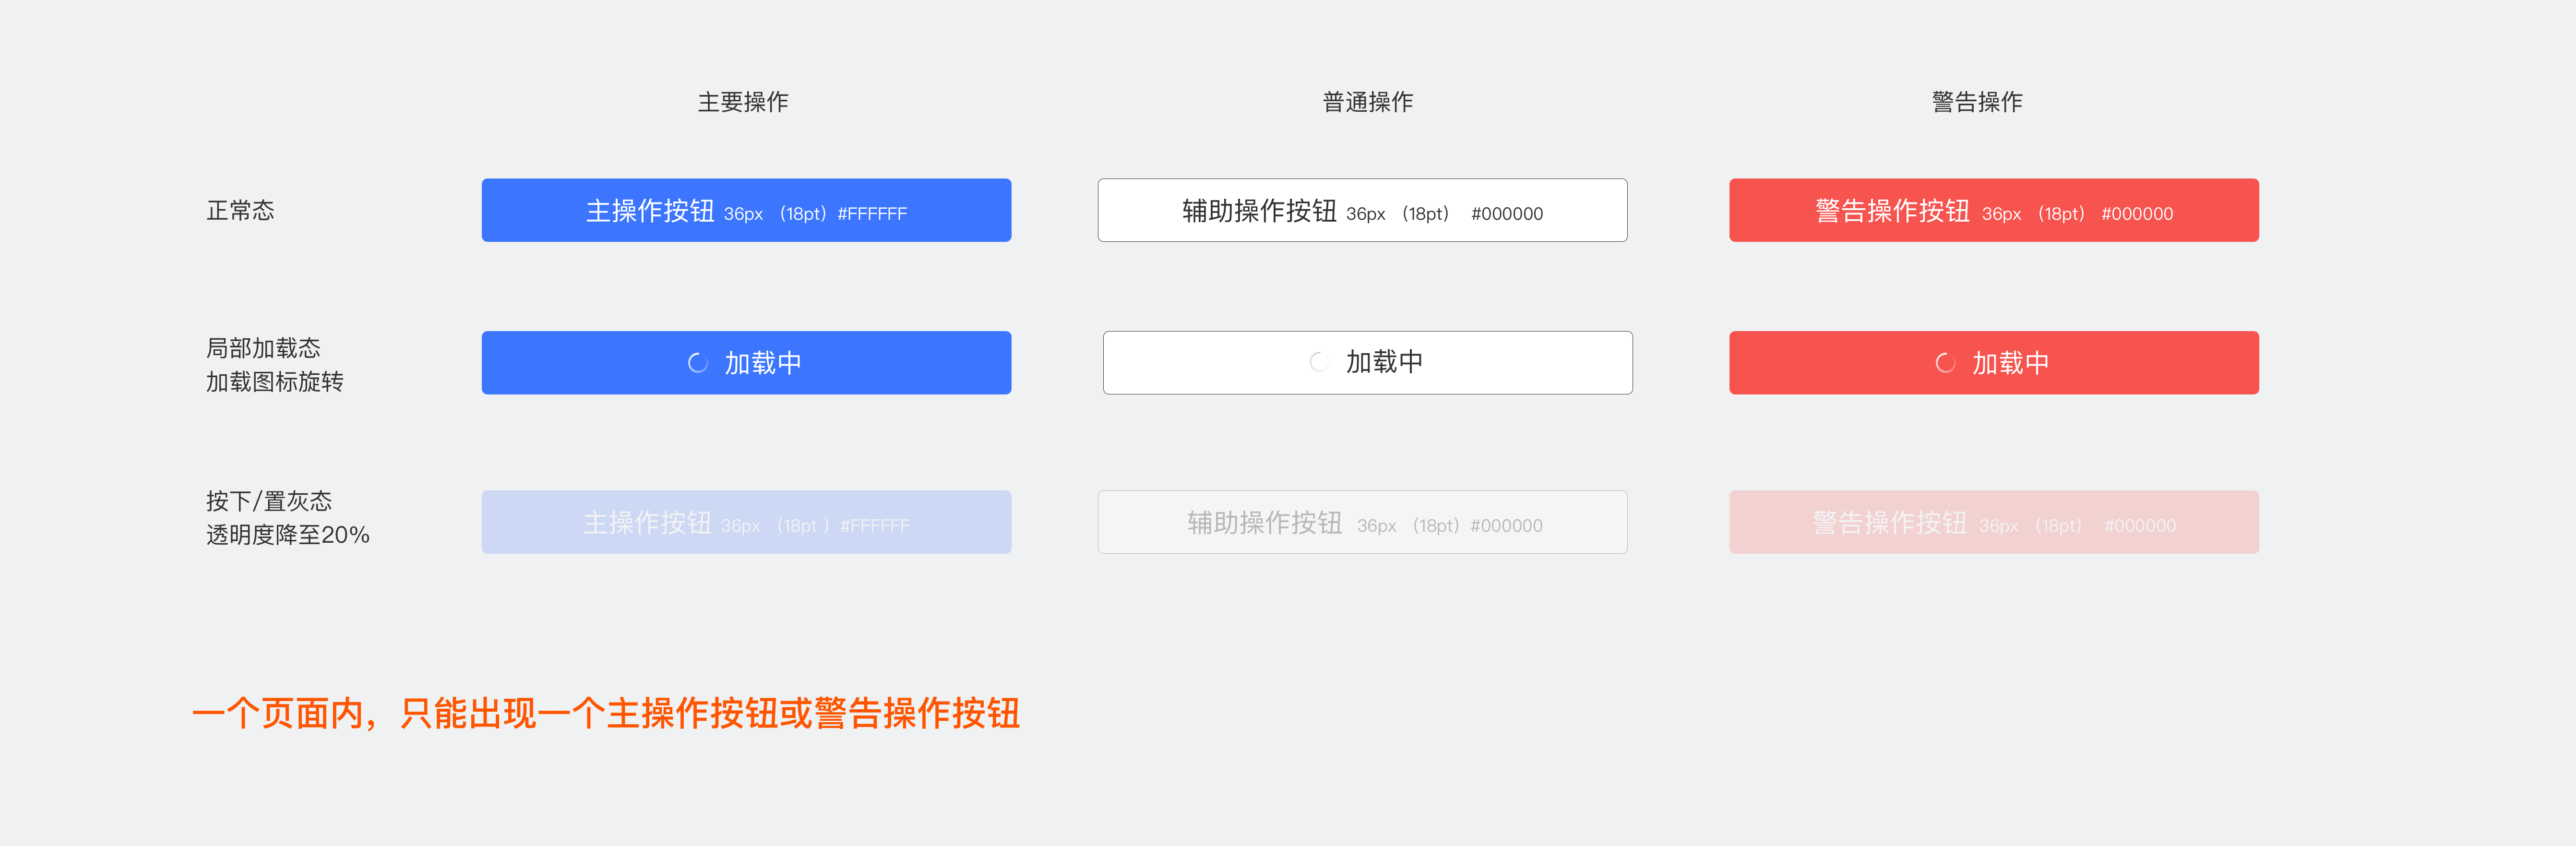 主要操作 普通操作 警告操作
正常态 主操作按钮 36px （18pt）#FFFFFF 辅助操作按钮 36px （18pt） #000000 警告操作按钮 36px （18pt） #000000
局部加载态
加载图标旋转 加载中 加载中 加载中
按下/置灰态
透明度降至20% 主操作按钮 36px （18pt ）#FFFFFF 辅助操作按钮 36px （18pt）#000000 警告操作按钮 36px （18pt） #000000
一个页面内，只能出现一个主操作按钮或警告操作按钮